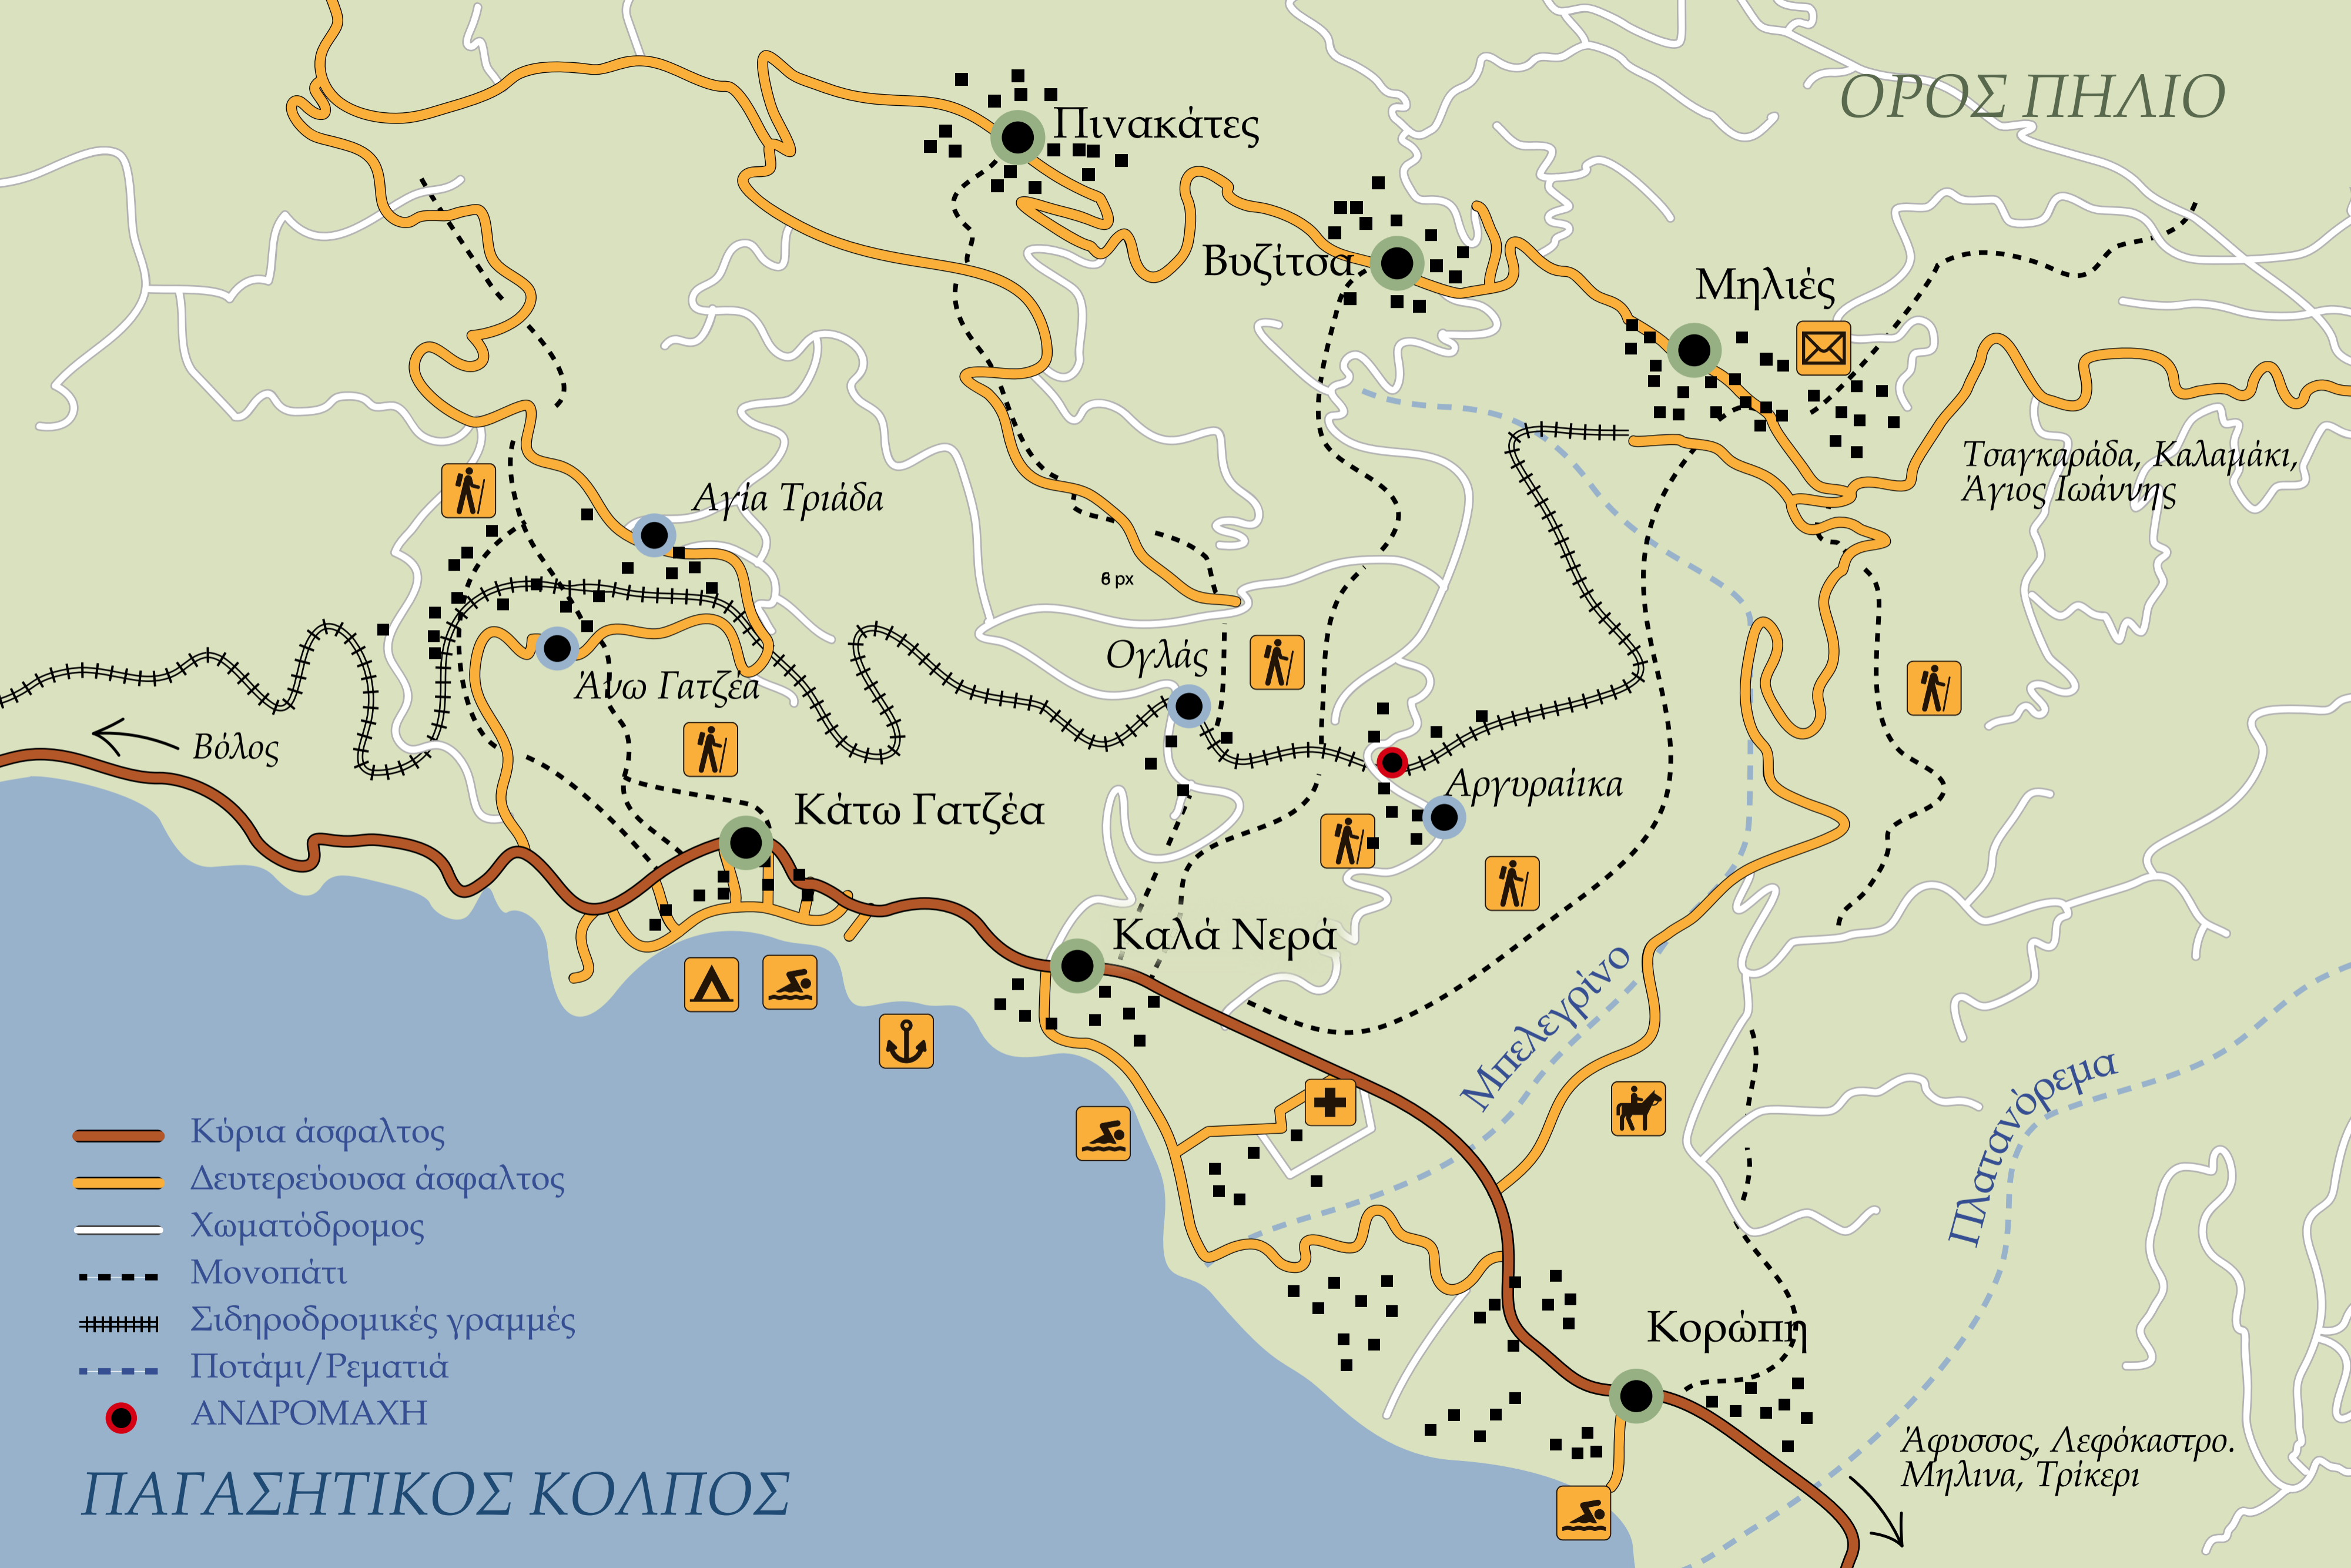 ΟΡΟΣ ΠΗΛΙΟ
Πινακάτες
Βυζίτσα
Μηλιές
Τσαγκαράδα, Καλαμάκι,
Άγιος Ιωάννης
Αγία Τριάδα
6 px
Ογλάς
Άνω Γατζέα
Βόλος
Αργυραίικα
Κάτω Γατζέα
Καλά Νερά
Μπελεγρίνο
Πλατανόρεμα
Κορώπη
Κύρια άσφαλτος
Δευτερεύουσα άσφαλτος
Χωματόδρομος
Μονοπάτι
Σιδηροδρομικές γραμμές
Ποτάμι/Ρεματιά
ΑΝΔΡΟΜΑΧΗ
Άφυσσος, Λεφόκαστρο.
Μηλινα, Τρίκερι
ΠΑΓΑΣΗΤΙΚΟΣ ΚΟΛΠΟΣ